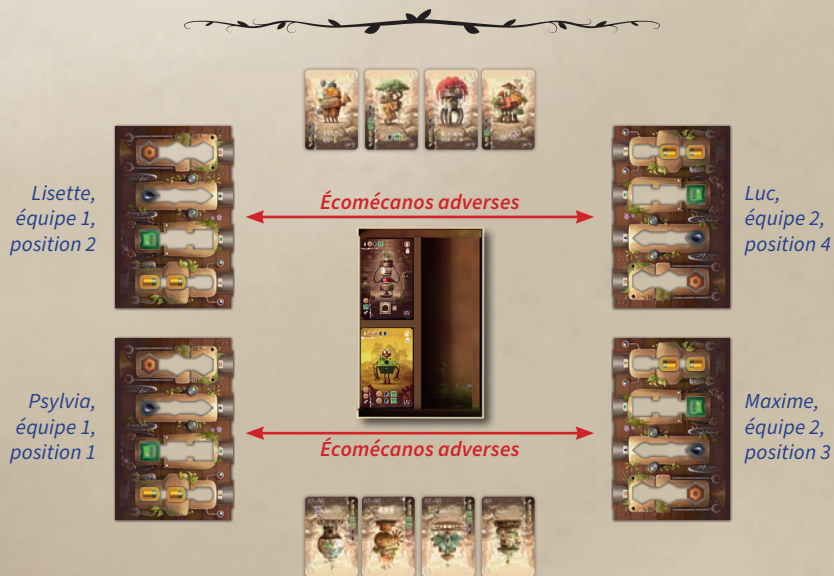 Écomécanos adverses
Lisette,
équipe 1,
position 2
Luc,
équipe 2,
position 4
Psylvia,
équipe 1,
position 1
Maxime,
équipe 2,
position 3
Écomécanos adverses